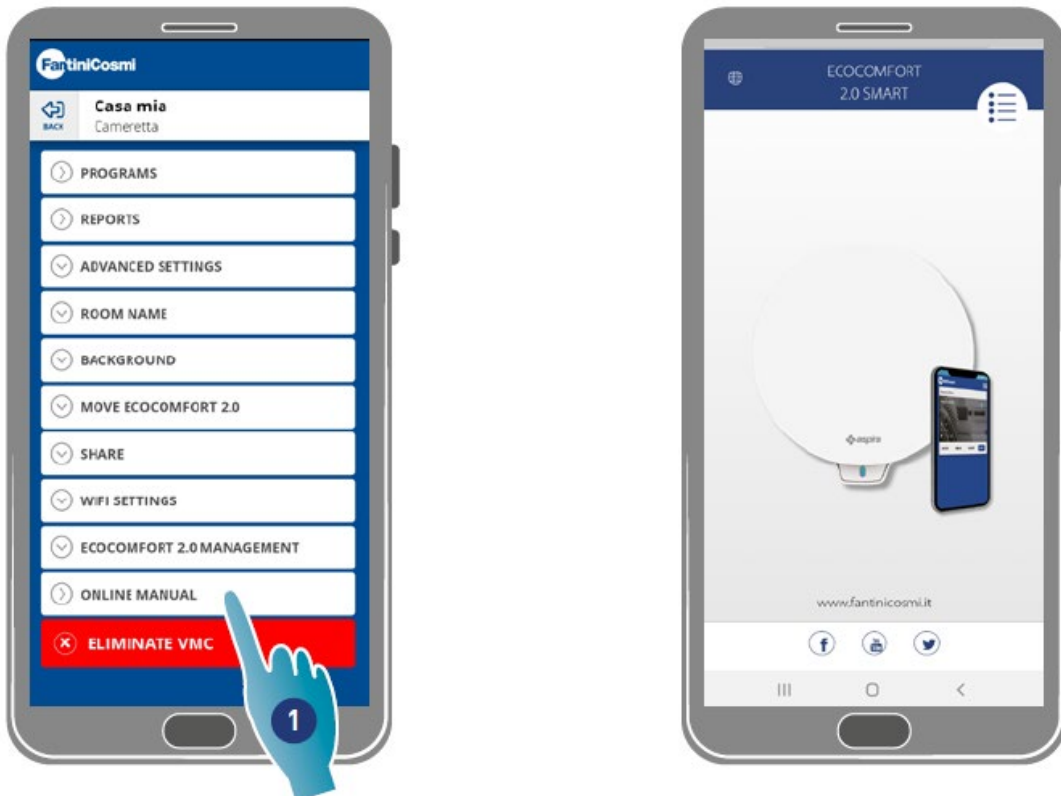 FantiniCosmi
BACK
Casa mia
Cameretta
PROGRAMS
REPORTS
ADVANCED SETTINGS
ROOM NAME
BACKGROUND
MOVE ECOCOMFORT 2.0
SHARE
WIFI SETTINGS
ECOCOMFORT 2.0 MANAGEMENT
ONLINE MANUAL
ELIMINATE VMC
1
ECOCOMFORT
2.0 SMART
aspira
www.fantinicosmi.it